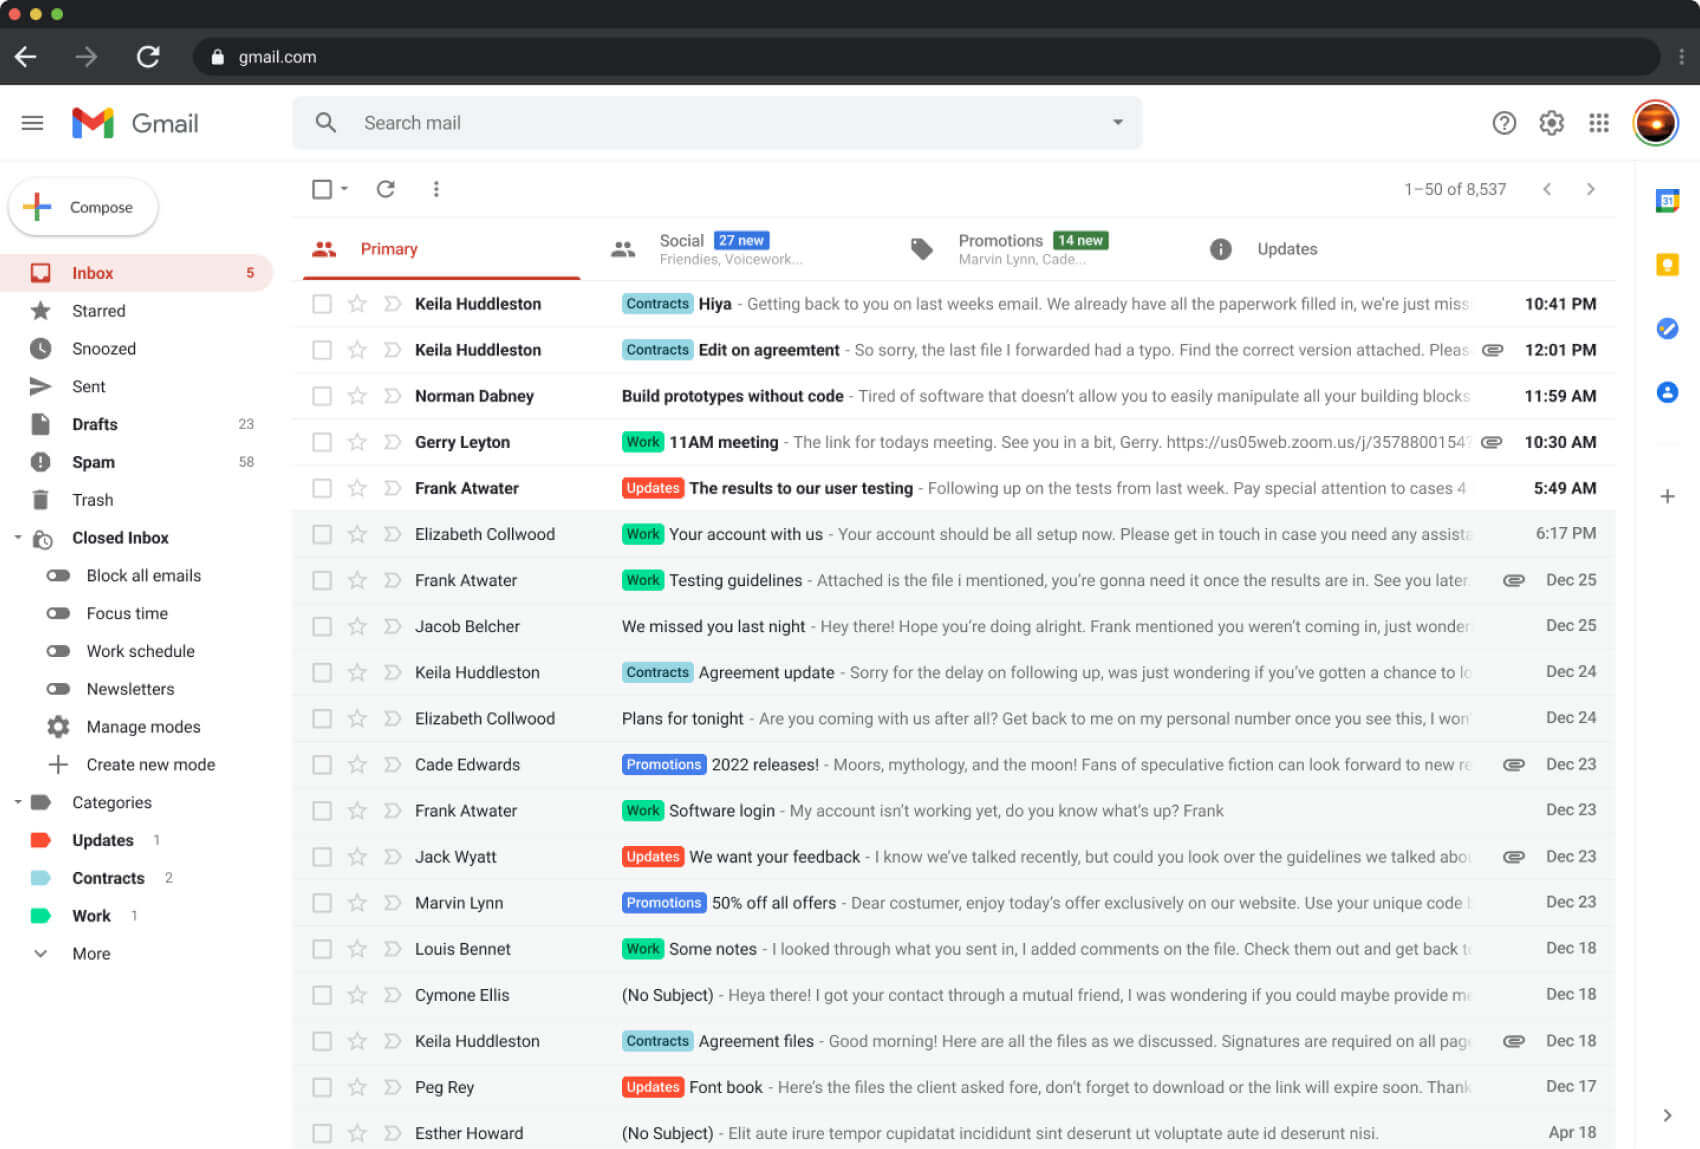 gmail.com
Gmail
Search mail
Compose
1–50 of 8,537
Primary
Social 27 new
Friendies, Voicework...
Promotions 14 new
Marvin Lynn, Cade...
Updates
Inbox 5
Starred
Snoozed
Sent
Drafts 23
Spam 58
Trash
Closed Inbox
Block all emails
Focus time
Work schedule
Newsletters
Manage modes
Create new mode
Categories
Updates 1
Contracts 2
Work 1
More
Keila Huddleston Contracts Hiya - Getting back to you on last weeks email. We already have all the paperwork filled in, we're just 10:41 PM
Keila Huddleston Contracts Edit on agreemtent - So sorry, the last file I forwarded had a typo. Find the correct version attached. Pleas 12:01 PM
Norman Dabney Build prototypes without code - Tired of software that doesn't allow you to easily manipulate all your building blocks 11:59 AM
Gerry Leyton Work 11AM meeting - The link for todays meeting. See you in a bit, Gerry. https://us05web.zoom.us/j/3578800154 10:30 AM
Frank Atwater Updates The results to our user testing - Following up on the tests from last week. Pay special attention to cases 4 5:49 AM
Elizabeth Collwood Work Your account with us - Your account should be all setup now. Please get in touch in case you need any assista 6:17 PM
Frank Atwater Work Testing guidelines - Attached is the file i mentioned, you're gonna need it once the results are in. See you later. Dec 25
Jacob Belcher We missed you last night - Hey there! Hope you're doing alright. Frank mentioned you weren't coming in, just wonder Dec 25
Keila Huddleston Contracts Agreement update - Sorry for the delay on following up, was just wondering if you've gotten a chance to lo Dec 24
Elizabeth Collwood Plans for tonight - Are you coming with us after all? Get back to me on my personal number once you see this, I won' Dec 24
Cade Edwards Promotions 2022 releases! - Moors, mythology, and the moon! Fans of speculative fiction can look forward to new re Dec 23
Frank Atwater Work Software login - My account isn't working yet, do you know what's up? Frank Dec 23
Jack Wyatt Updates We want your feedback - I know we've talked recently, but could you look over the guidelines we talked abou Dec 23
Marvin Lynn Promotions 50% off all offers - Dear costumer, enjoy today's offer exclusively on our website. Use your unique code Dec 23
Louis Bennet Work Some notes - I looked through what you sent in, I added comments on the file. Check them out and get back to Dec 18
Cymone Ellis (No Subject) - Heya there! I got your contact through a mutual friend, I was wondering if you could maybe provide me Dec 18
Keila Huddleston Contracts Agreement files - Good morning! Here are all the files as we discussed. Signatures are required on all page Dec 18
Peg Rey Updates Font book - Here's the files the client asked fore, don't forget to download or the link will expire soon. Thank Dec 17
Esther Howard (No Subject) - Elit aute irure tempor cupidatat incididunt sint deserunt ut voluptate aute id deserunt nisi. Apr 18
31